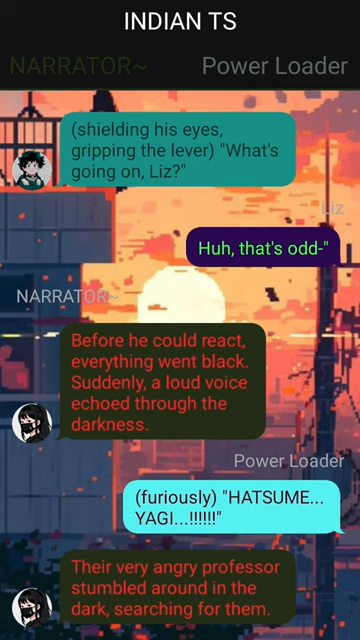 INDIAN TS
NARRATOR~ Power Loader
(shielding his eyes,
gripping the lever) "What's
going on, Liz?"
Liz
Huh, that's odd-"
NARRATOR~
Before he could react,
everything went black.
Suddenly, a loud voice
echoed through the
darkness.
Power Loader
(furiously) "HATSUME...
YAGI...!!!!!!"
Their very angry professor
stumbled around in the
dark, searching for them.